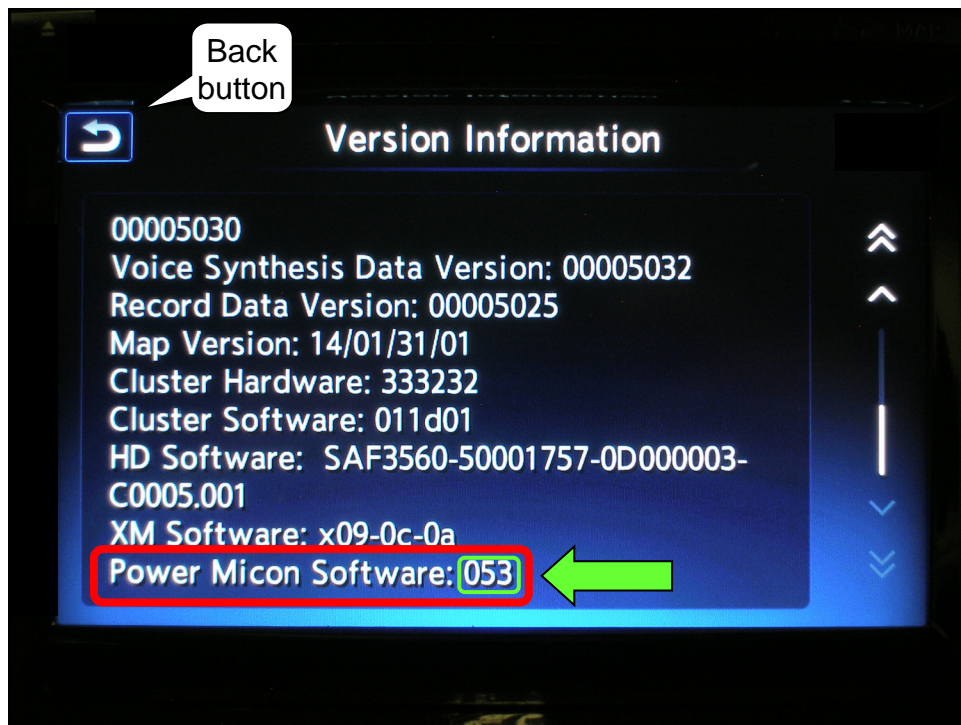 Back
button
Version Information
00005030
Voice Synthesis Data Version: 00005032
Record Data Version: 00005025
Map Version: 14/01/31/01
Cluster Hardware: 333232
Cluster Software: 011d01
HD Software: SAF3560-50001757-0D000003-
C0005.001
XM Software: x09-0c-0a
Power Micon Software: 053